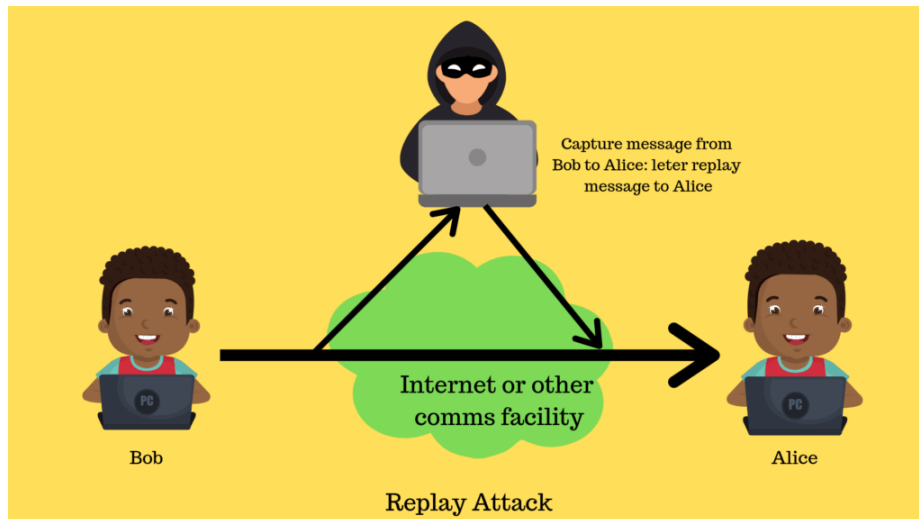 Capture message from
Bob to Alice: leter replay
message to Alice
Internet or other
comms facility
PC
PC
Bob
Alice
Replay Attack